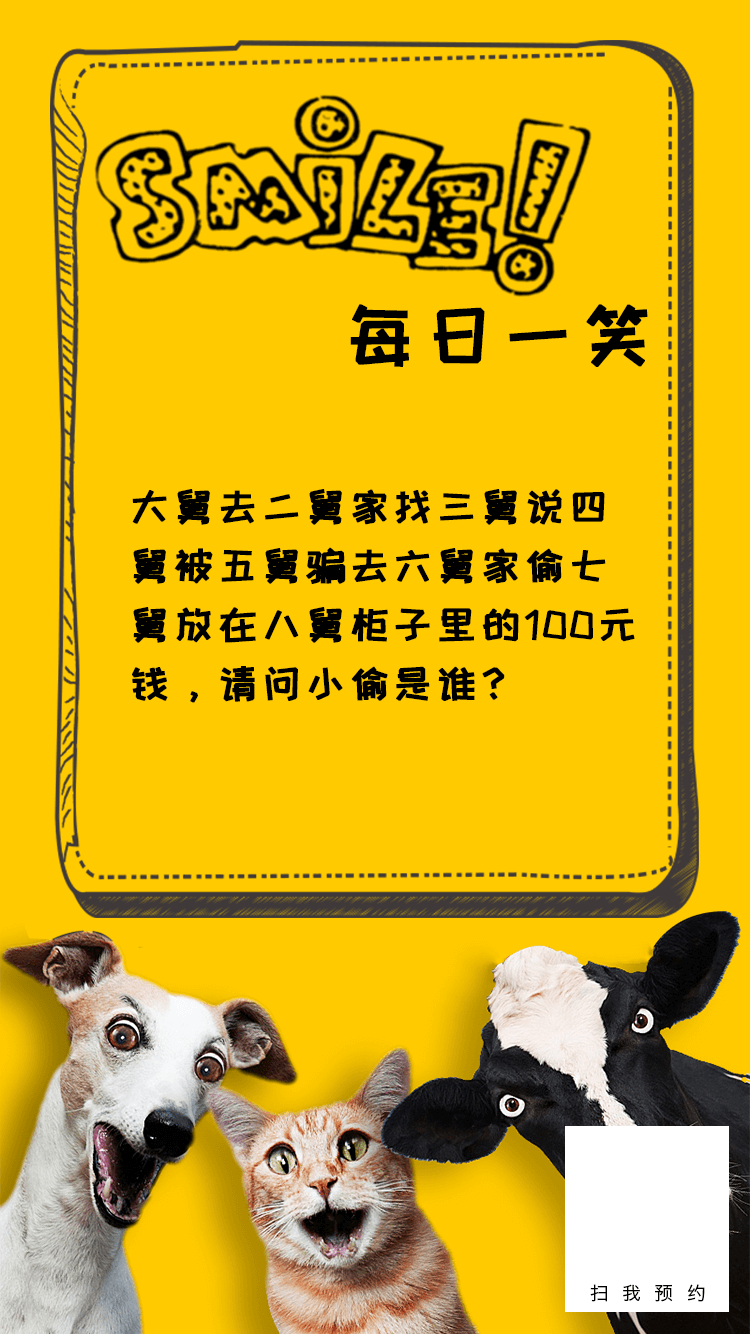 SMILE!
每日一笑
大舅去二舅家找三舅说四
舅被五舅骗去六舅家偷七
舅放在八舅柜子里的100元
钱，请问小偷是谁？
扫我预约